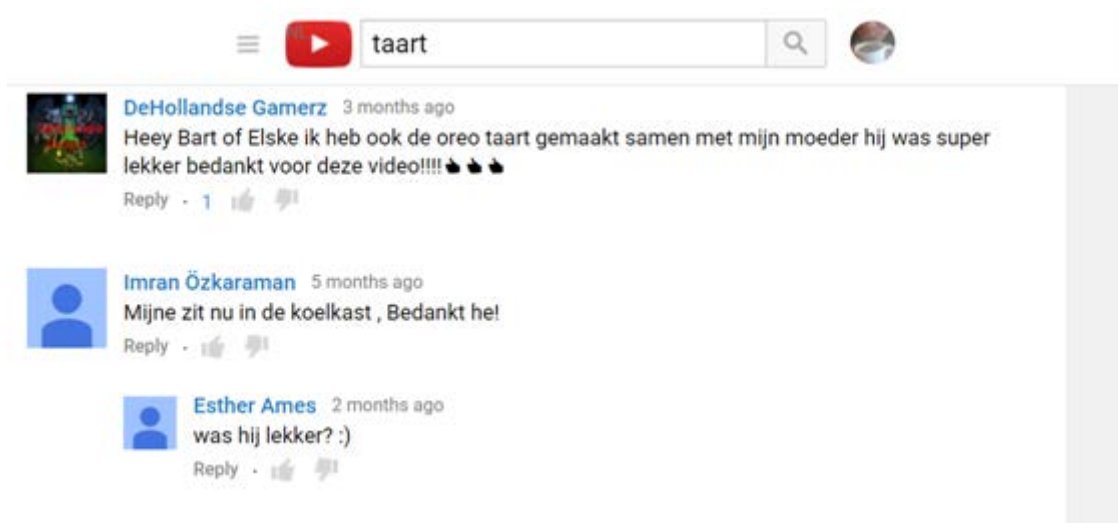 NL
taart
DeHollandse Gamerz 3 months ago
Heey Bart of Elske ik heb ook de oreo taart gemaakt samen met mijn moeder hij was super
lekker bedankt voor deze video!!!!
Reply · 1
Imran Özkaraman 5 months ago
Mijne zit nu in de koelkast , Bedankt he!
Reply ·
Esther Ames 2 months ago
was hij lekker? :)
Reply ·